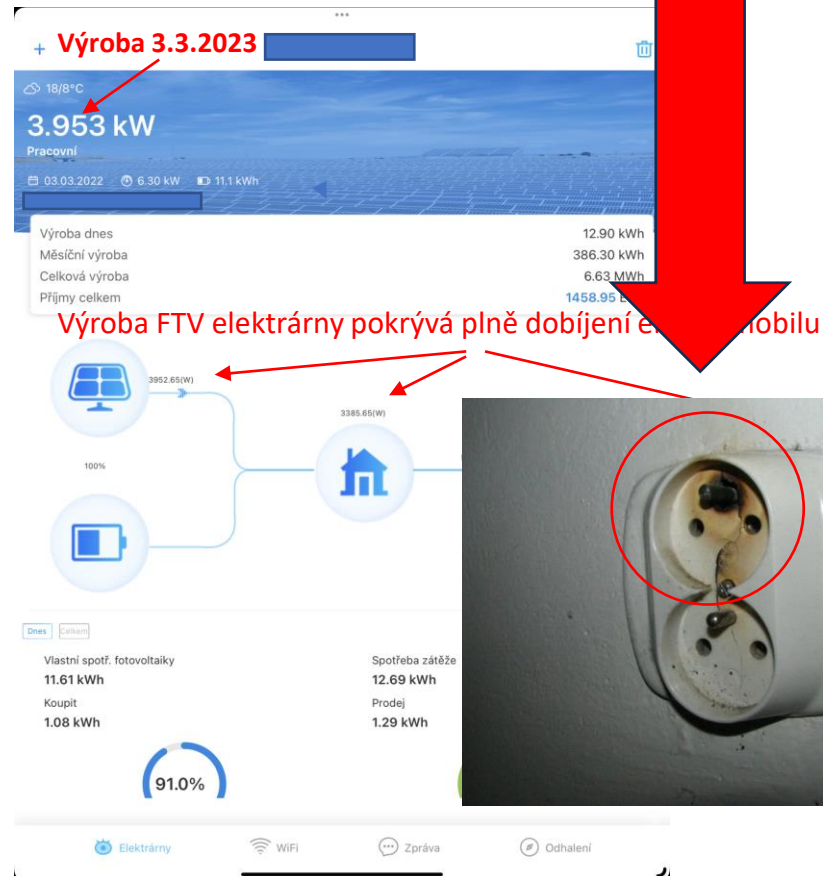 Výroba 3.3.2023
18/8°C
3.953 kW
Pracovní
03.03.2022 6.30 kW 11.1 kWh
Výroba dnes 12.90 kWh
Měsíční výroba 386.30 kWh
Celková výroba 6.63 MWh
Příjmy celkem 1458.95
Výroba FTV elektrárny pokrývá plně dobíjení
3952.65(W)
3385.65(W)
100%
Dnes Celkem
Vlastní spotř. fotovoltaiky Spotřeba zátěže
11.61 kWh 12.69 kWh
Koupit Prodej
1.08 kWh 1.29 kWh
91.0%
Elektrárny WiFi Zpráva Odhalení